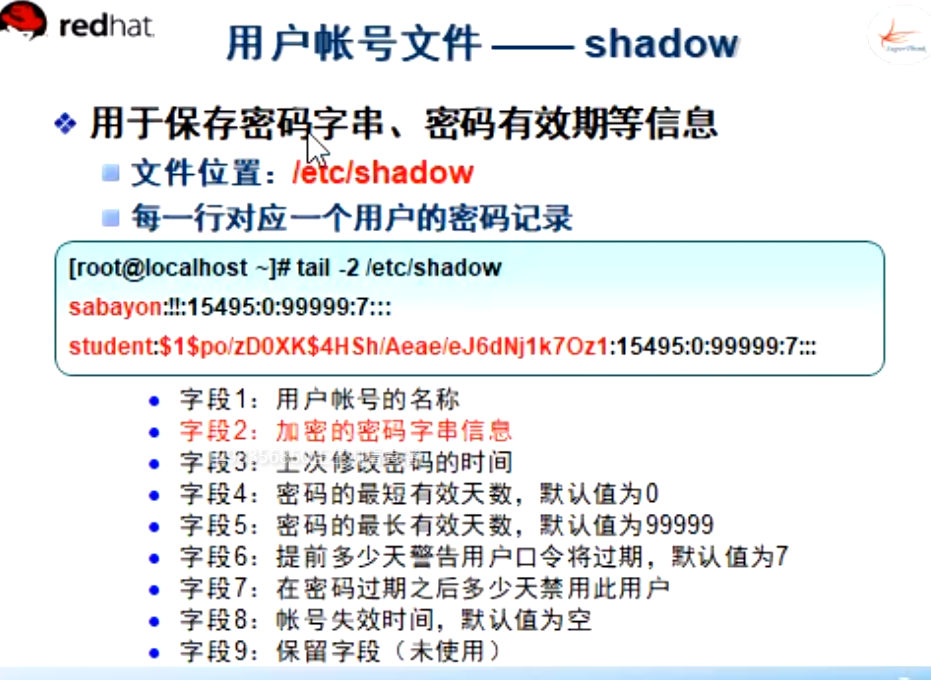 redhat.
用户帐号文件 —— shadow
用于保存密码字串、密码有效期等信息
文件位置：/etc/shadow
每一行对应一个用户的密码记录
[root@localhost ~]# tail -2 /etc/shadow
sabayon:!!!:15495:0:99999:7:::
student:$1$po/zD0XK$4HSh/Aeae/eJ6dNj1k7Oz1:15495:0:99999:7:::
字段1：用户帐号的名称
字段2：加密的密码字串信息
字段3：上次修改密码的时间
字段4：密码的最短有效天数，默认值为0
字段5：密码的最长有效天数，默认值为99999
字段6：提前多少天警告用户口令将过期，默认值为7
字段7：在密码过期之后多少天禁用此用户
字段8：帐号失效时间，默认值为空
字段9：保留字段（未使用）